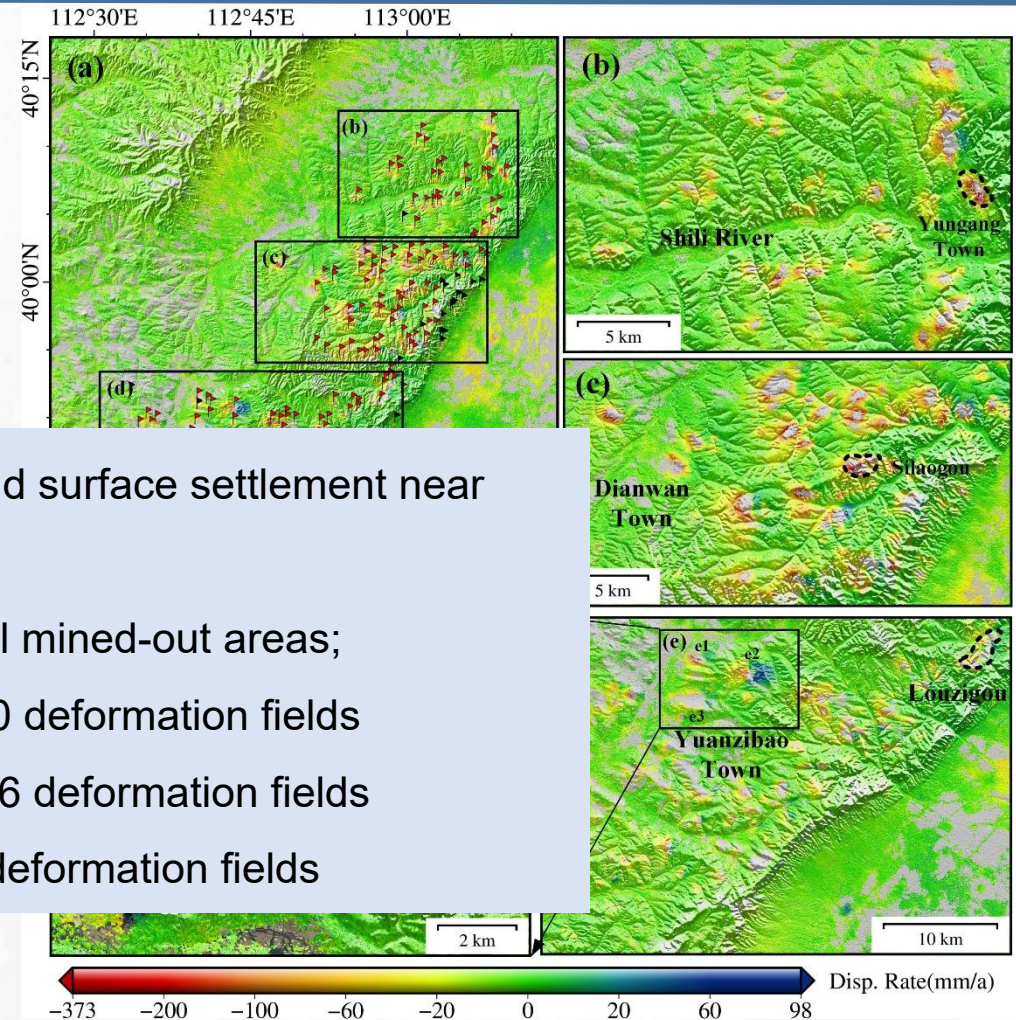 112°30'E
112°45'E
113°00'E
40°15'N
40°00'N
(a)
(b)
(c)
(d)
(b)
Shili River
Yungang
Town
5 km
(c)
Dianwan
Town
Silaogou
5 km
d surface settlement near
mined-out areas;
0 deformation fields
6 deformation fields
deformation fields
(e)
e1
e2
e3
Yuanzibao
Town
Louzigou
2 km
10 km
Disp. Rate(mm/a)
−373 −200 −100 −60 −20 0 20 60 98